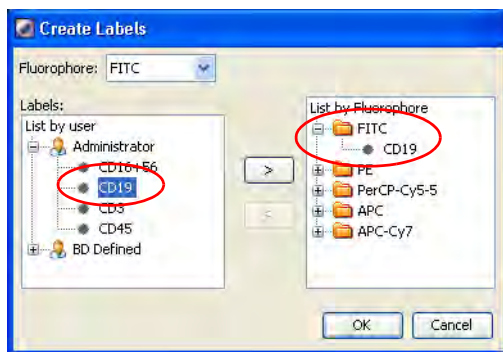 Create Labels
Fluorophore: FITC
Labels:
List by user
Administrator
CD16+56
CD19
CD3
CD45
BD Defined
>
<
List by Fluorophore
FITC
CD19
PE
PerCP-Cy5-5
APC
APC-Cy7
OK Cancel